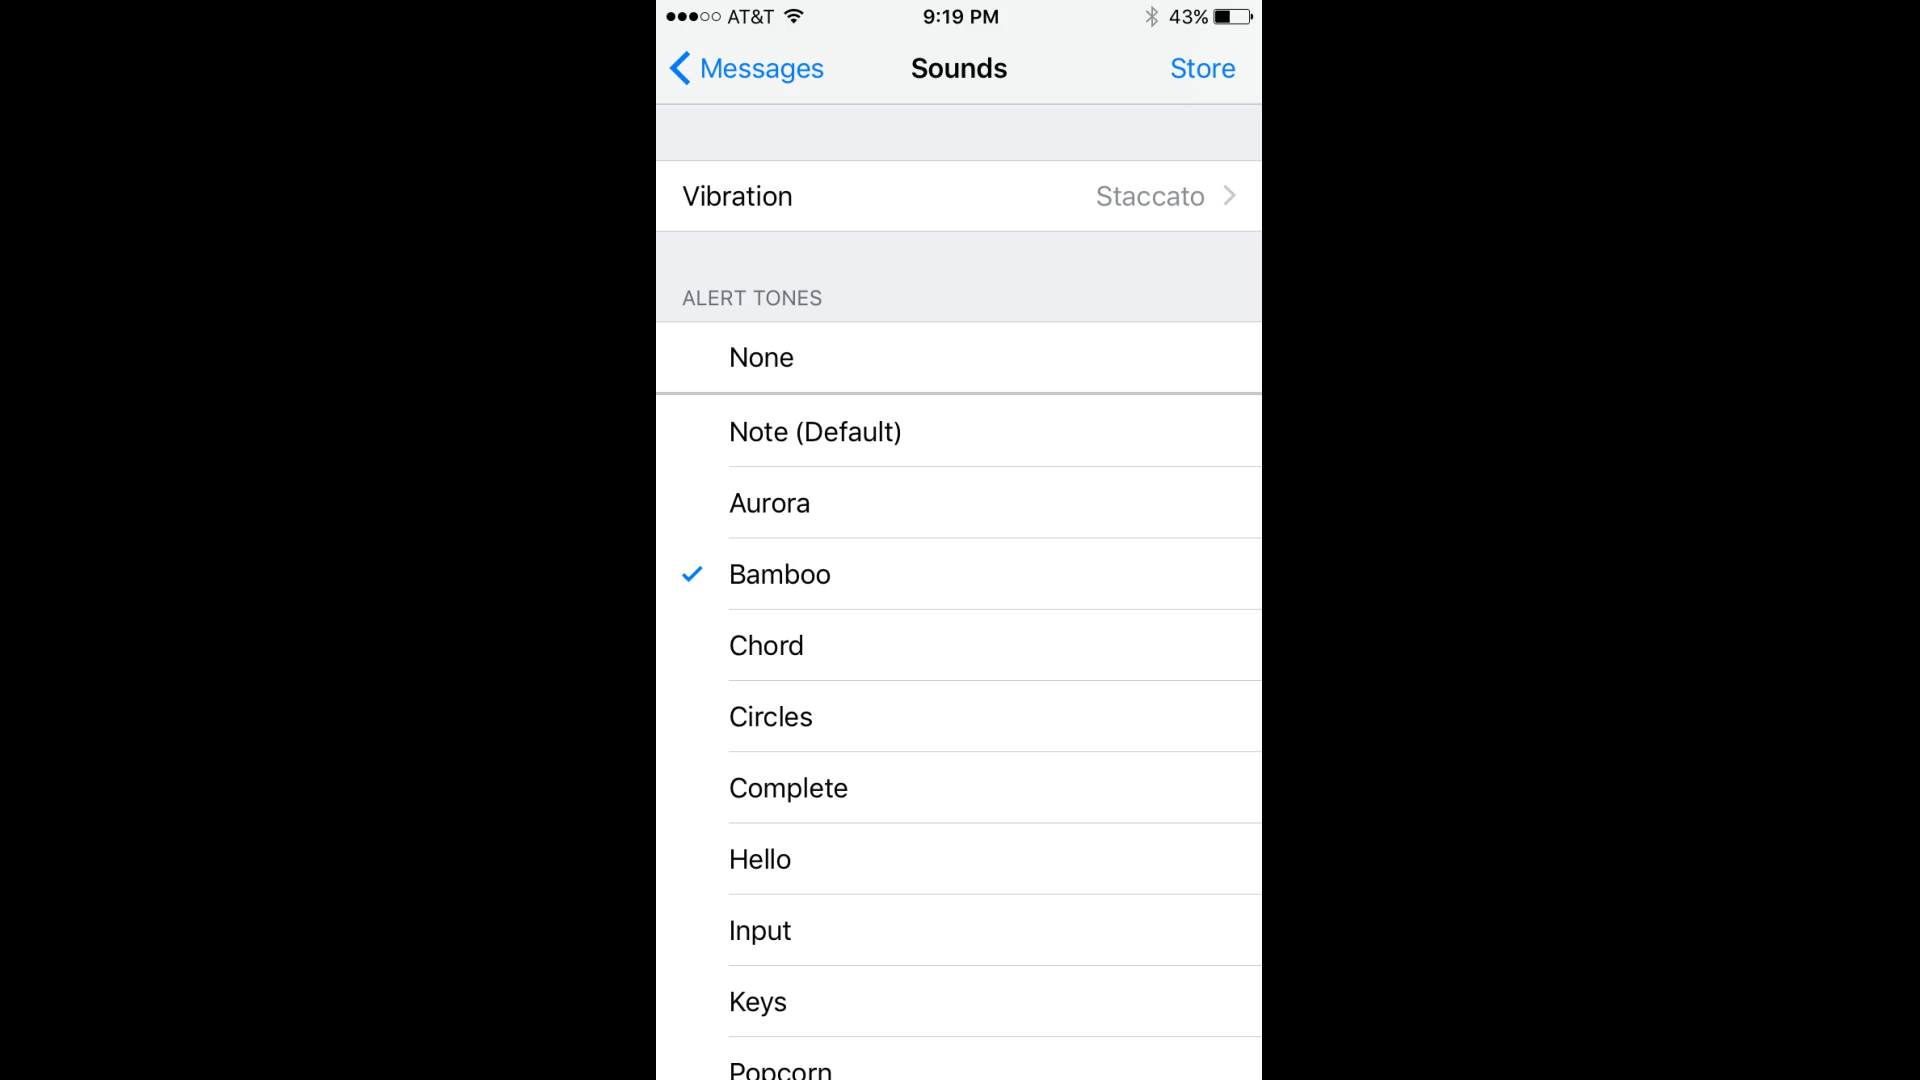 AT&T 9:19 PM 43%
Messages Sounds Store
Vibration Staccato
ALERT TONES
None
Note (Default)
Aurora
Bamboo
Chord
Circles
Complete
Hello
Input
Keys
Popcorn